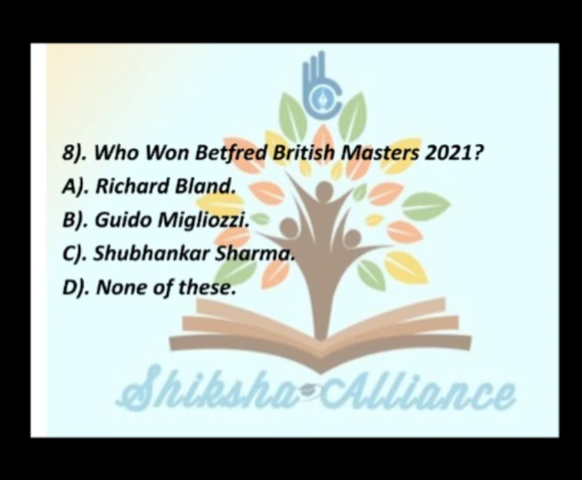 8). Who Won Betfred British Masters 2021?
A). Richard Bland.
B). Guido Migliozzi.
C). Shubhankar Sharma.
D). None of these.
Shiksha Alliance